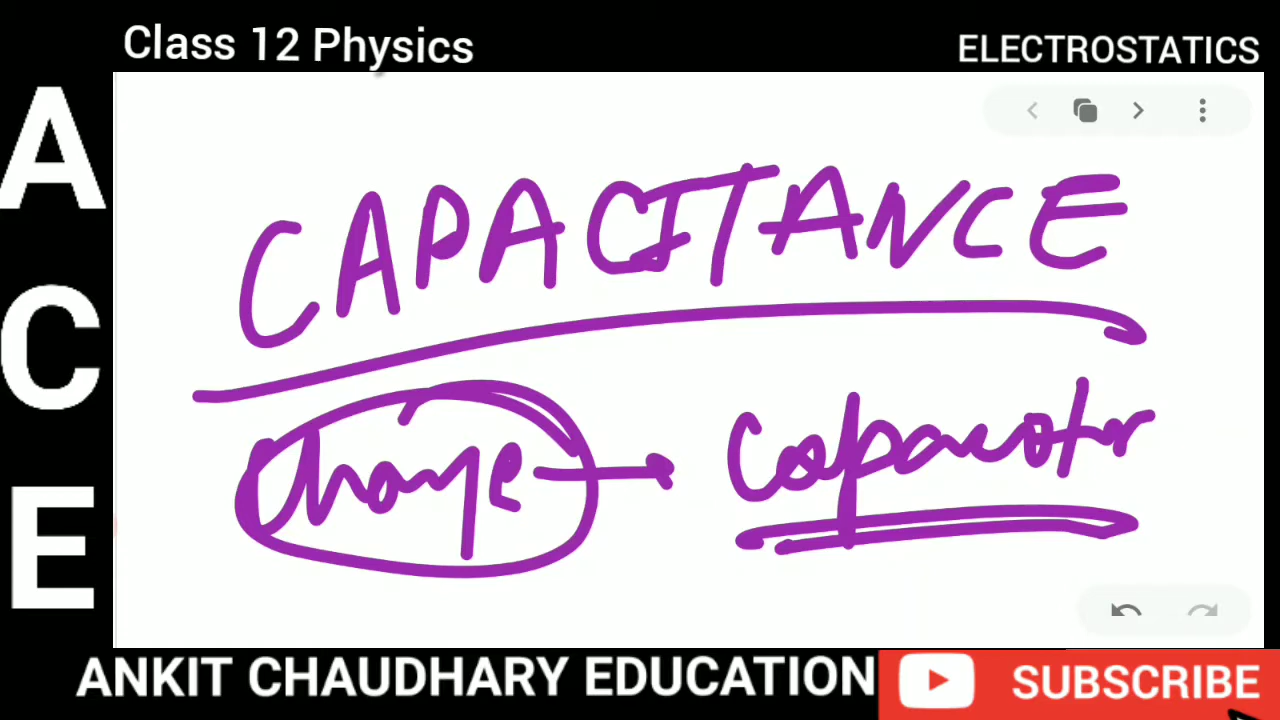 Class 12 Physics
ELECTROSTATICS
A
C
E
CAPACITANCE
Charge
Capacitor
ANKIT CHAUDHARY EDUCATION
SUBSCRIBE